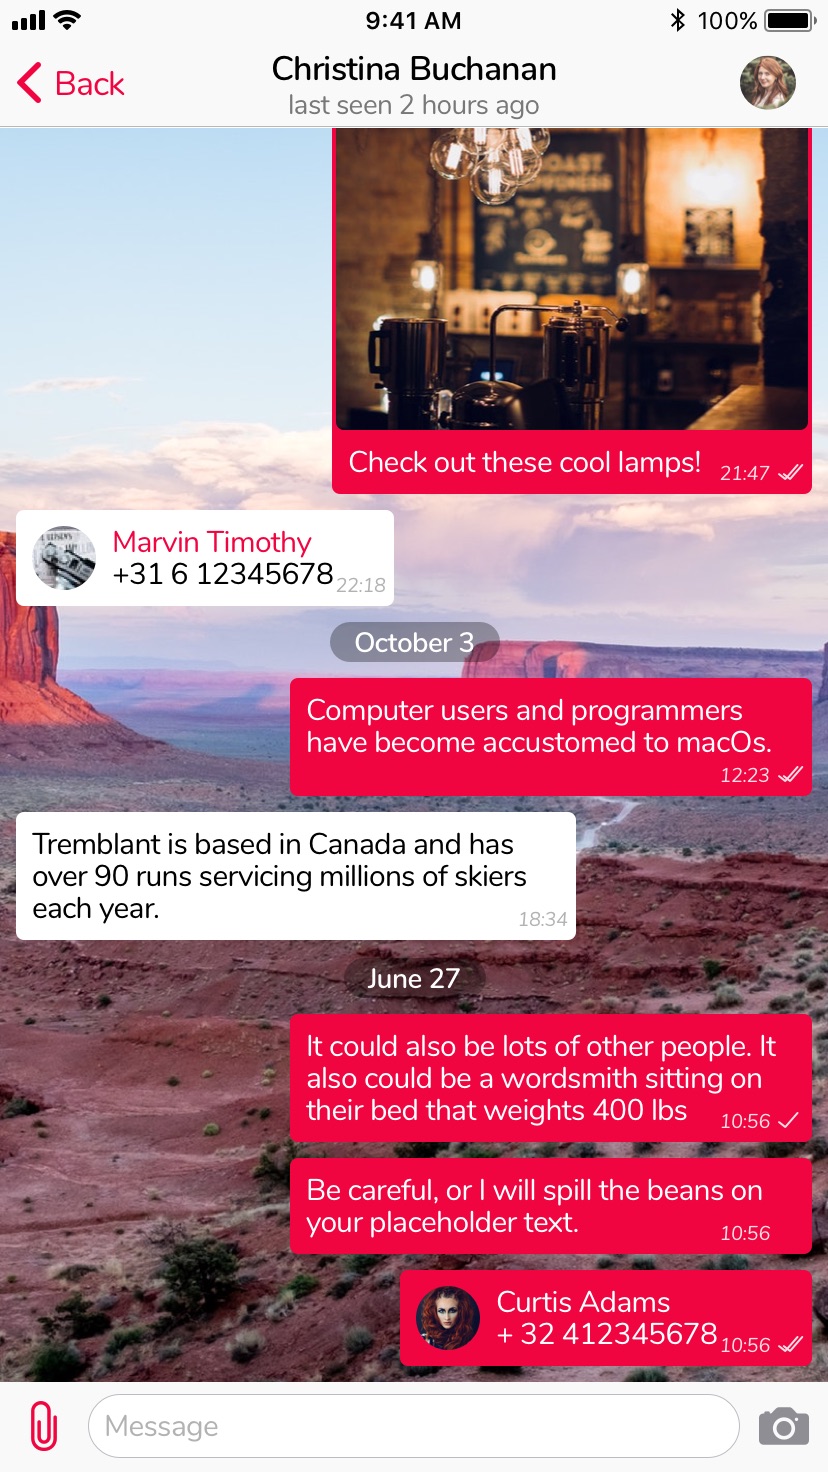 9:41 AM
100%
Back
Christina Buchanan
last seen 2 hours ago
Check out these cool lamps!
21:47
Marvin Timothy
+31 6 12345678
22:18
October 3
Computer users and programmers
have become accustomed to macOs.
12:23
Tremblant is based in Canada and has
over 90 runs servicing millions of skiers
each year.
18:34
June 27
It could also be lots of other people. It
also could be a wordsmith sitting on
their bed that weights 400 lbs
10:56
Be careful, or I will spill the beans on
your placeholder text.
10:56
Curtis Adams
+ 32 412345678
10:56
Message